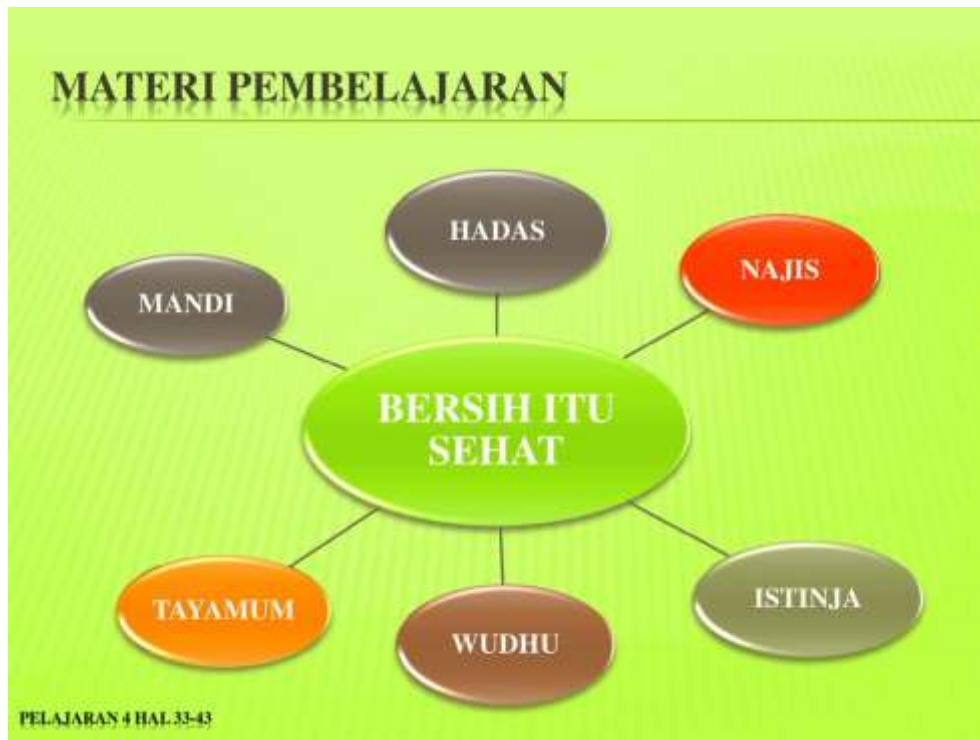 MATERI PEMBELAJARAN
HADAS
NAJIS
MANDI
BERSIH ITU
SEHAT
TAYAMUM
WUDHU
ISTINJA
PELAJARAN 4 HAL 33-43